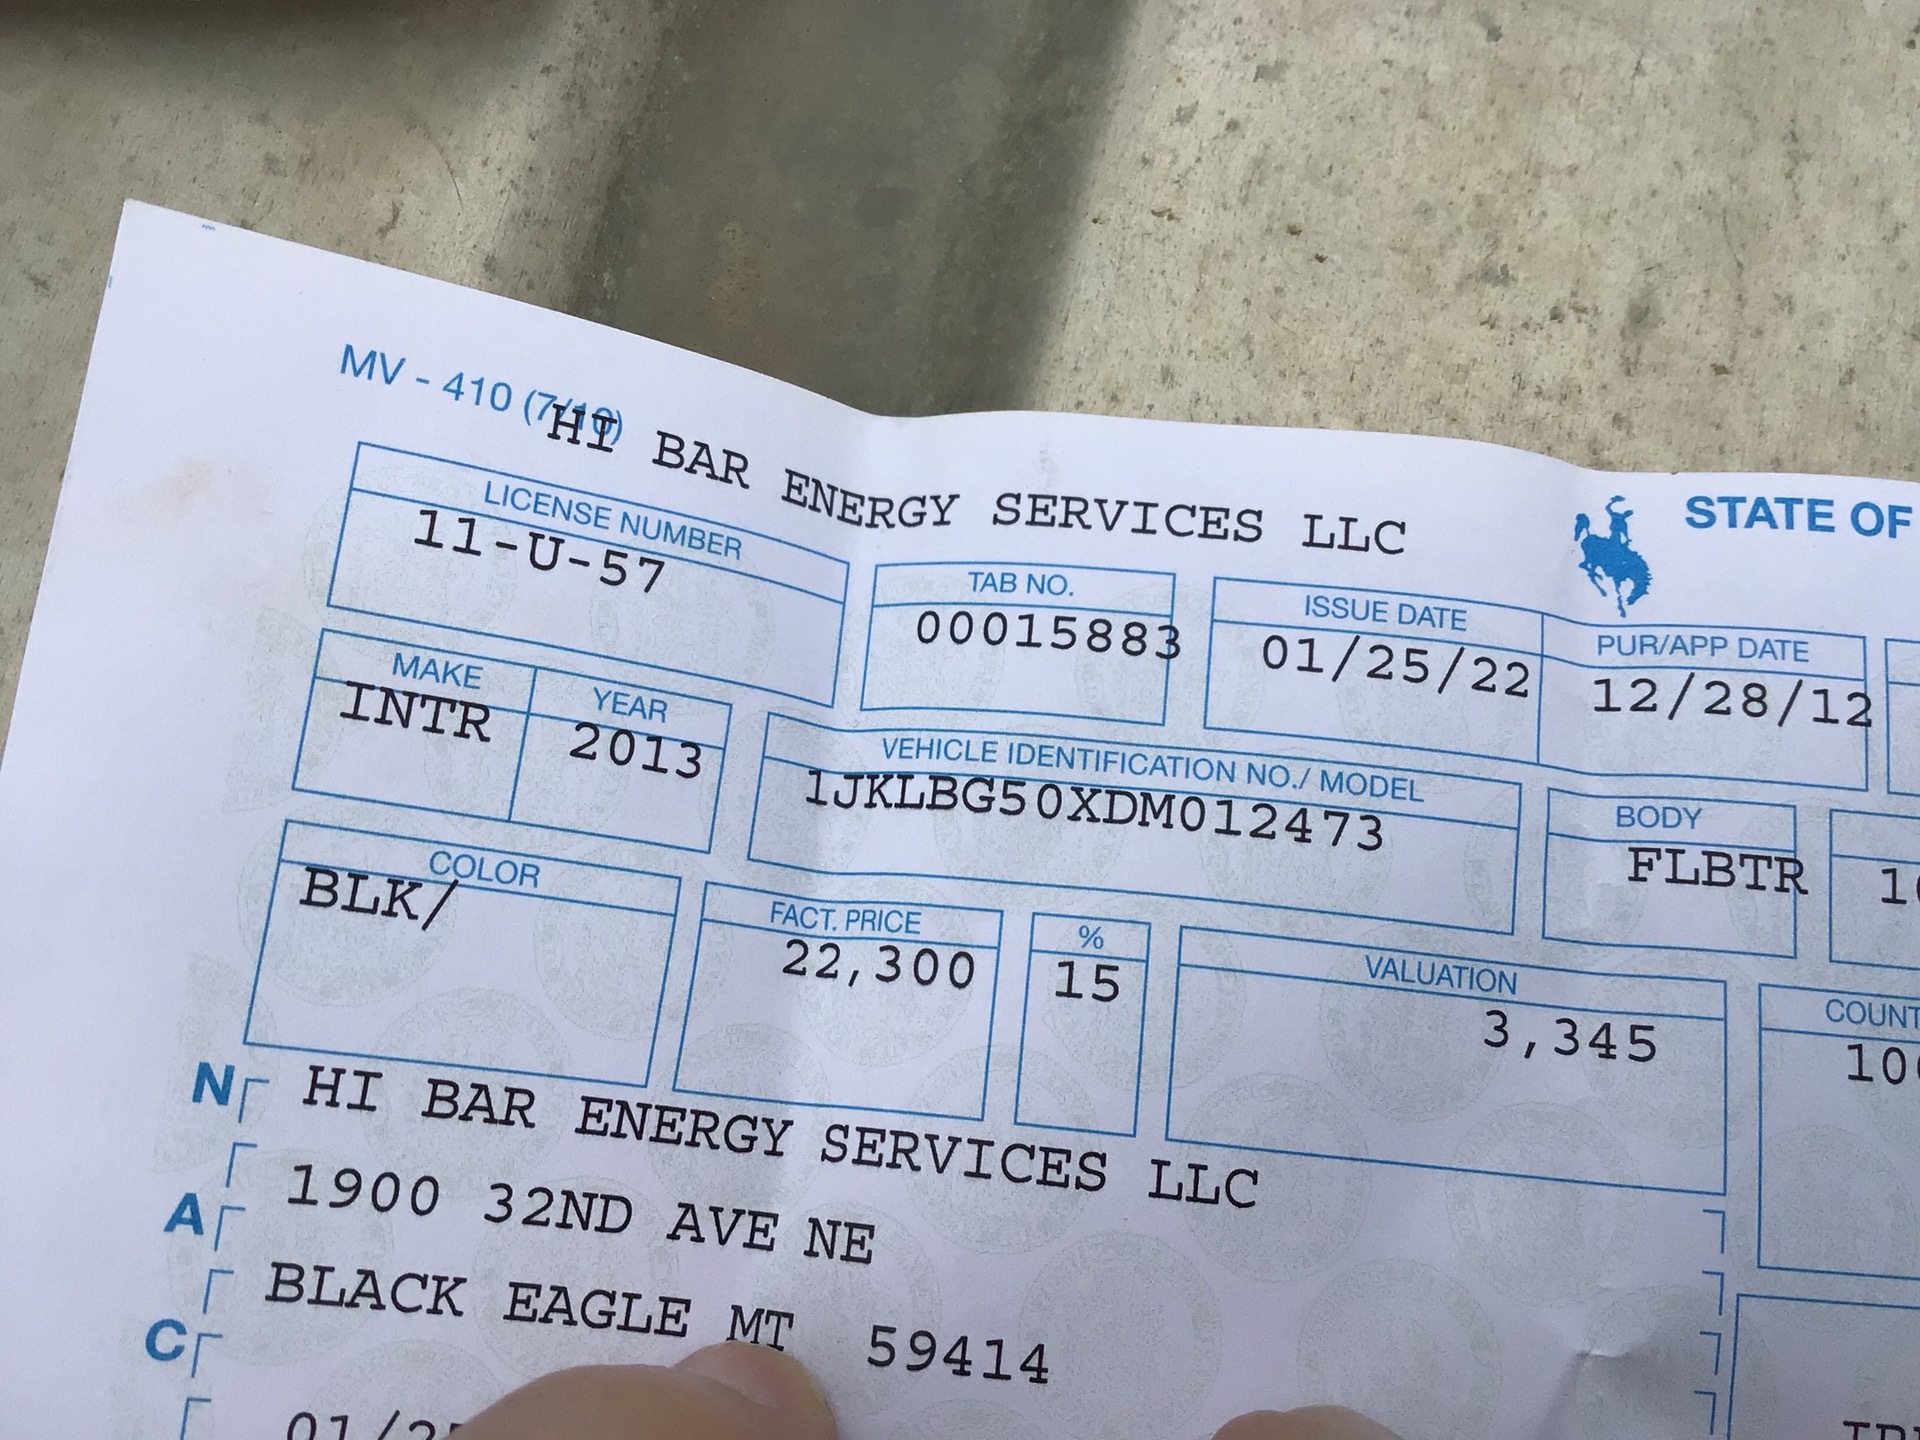 MV - 410 (7/10)
HI BAR ENERGY SERVICES LLC
STATE OF
LICENSE NUMBER
11-U-57
TAB NO.
00015883
ISSUE DATE
01/25/22
PUR/APP DATE
12/28/12
MAKE
INTR
YEAR
2013
VEHICLE IDENTIFICATION NO./ MODEL
1JKLBG50XDM012473
BODY
FLBTR
COLOR
BLK/
FACT. PRICE
22,300
%
15
VALUATION
3,345
COUNT
N HI BAR ENERGY SERVICES LLC
1900 32ND AVE NE
A
BLACK EAGLE MT 59414
C